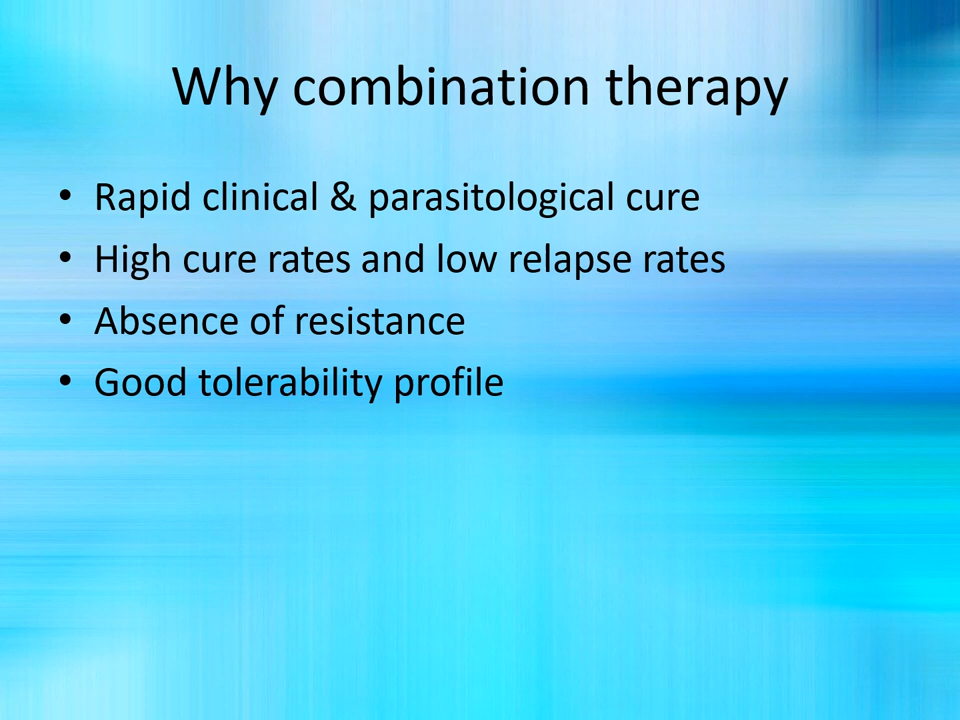 Why combination therapy
• Rapid clinical & parasitological cure
• High cure rates and low relapse rates
• Absence of resistance
• Good tolerability profile